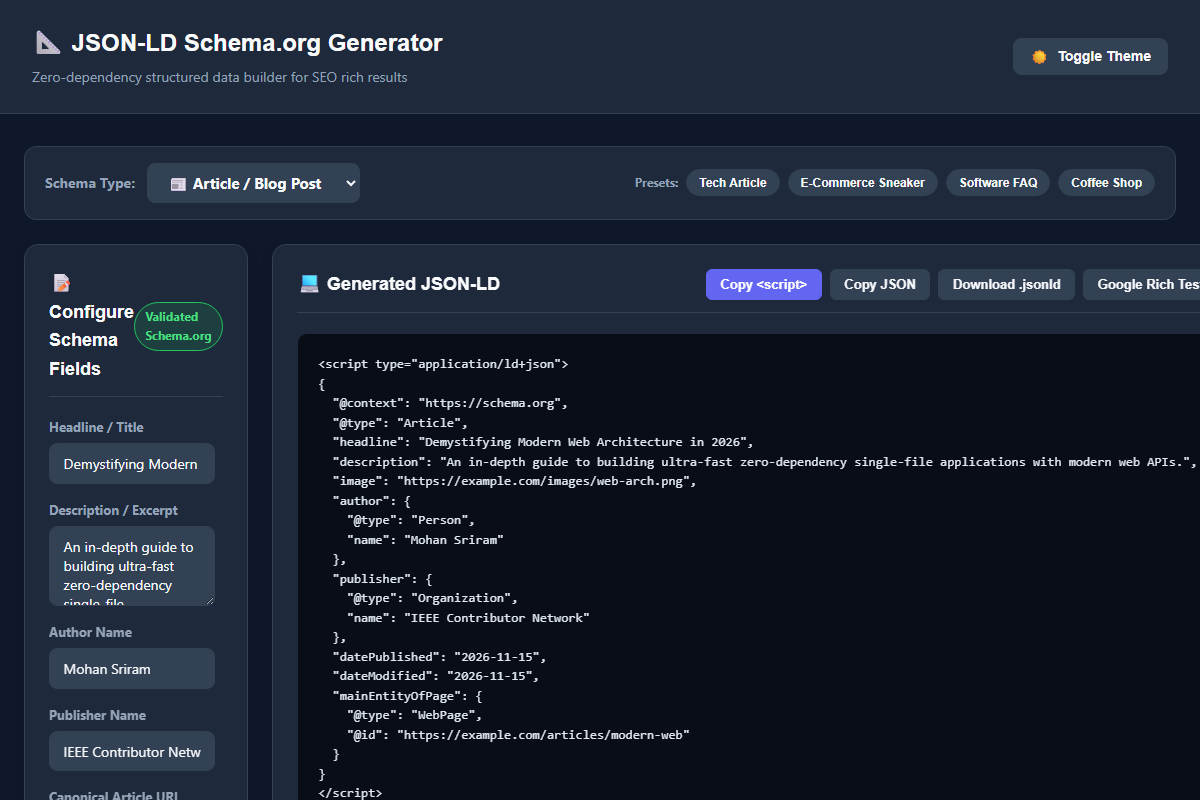 JSON-LD Schema.org Generator
Zero-dependency structured data builder for SEO rich results
Toggle Theme
Schema Type:
Article / Blog Post
Presets:
Tech Article
E-Commerce Sneaker
Software FAQ
Coffee Shop
Configure
Schema
Fields
Validated
Schema.org
Headline / Title
Demystifying Modern
Description / Excerpt
An in-depth guide to
building ultra-fast
zero-dependency
single-file
Author Name
Mohan Sriram
Publisher Name
IEEE Contributor Netw
Canonical Article URL
Generated JSON-LD
Copy <script>
Copy JSON
Download .jsonld
Google Rich Tes
<script type="application/ld+json">
{
  "@context": "https://schema.org",
  "@type": "Article",
  "headline": "Demystifying Modern Web Architecture in 2026",
  "description": "An in-depth guide to building ultra-fast zero-dependency single-file applications with modern web APIs.",
  "image": "https://example.com/images/web-arch.png",
  "author": {
    "@type": "Person",
    "name": "Mohan Sriram"
  },
  "publisher": {
    "@type": "Organization",
    "name": "IEEE Contributor Network"
  },
  "datePublished": "2026-11-15",
  "dateModified": "2026-11-15",
  "mainEntityOfPage": {
    "@type": "WebPage",
    "@id": "https://example.com/articles/modern-web"
  }
}
</script>